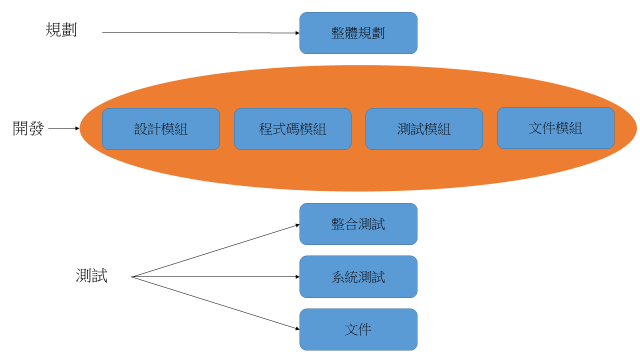 規劃
整體規劃
開發
設計模組
程式碼模組
測試模組
文件模組
測試
整合測試
系統測試
文件